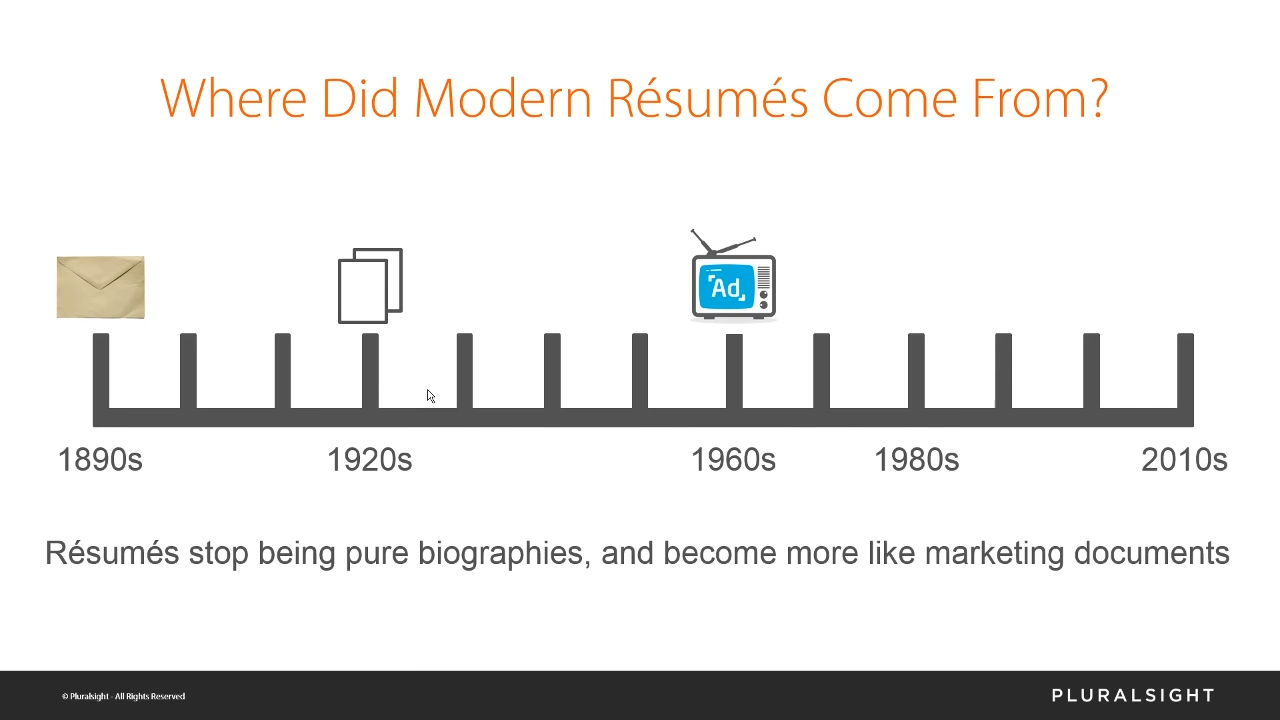 Where Did Modern Résumés Come From?
Ad
1890s 1920s 1960s 1980s 2010s
Résumés stop being pure biographies, and become more like marketing documents
© Pluralsight - All Rights Reserved
PLURALSIGHT